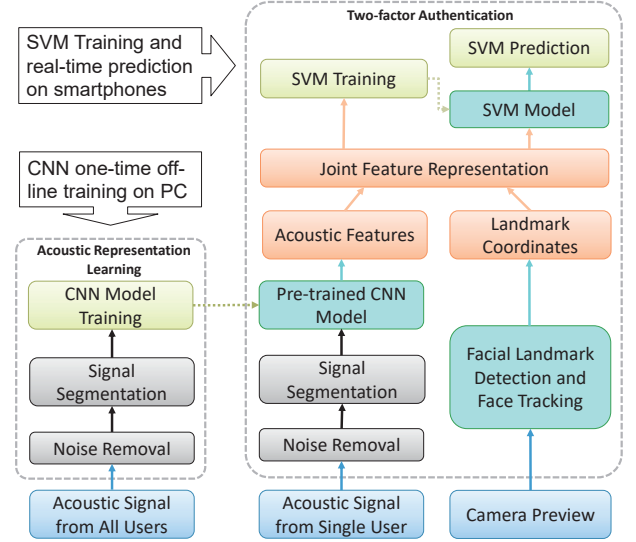 SVM Training and
real-time prediction
on smartphones
Two-factor Authentication
SVM Prediction
SVM Training
SVM Model
Joint Feature Representation
CNN one-time off-
line training on PC
Acoustic Features
Landmark
Coordinates
Acoustic Representation
Learning
CNN Model
Training
Pre-trained CNN
Model
Facial Landmark
Detection and
Face Tracking
Signal
Segmentation
Signal
Segmentation
Noise Removal
Noise Removal
Acoustic Signal
from All Users
Acoustic Signal
from Single User
Camera Preview